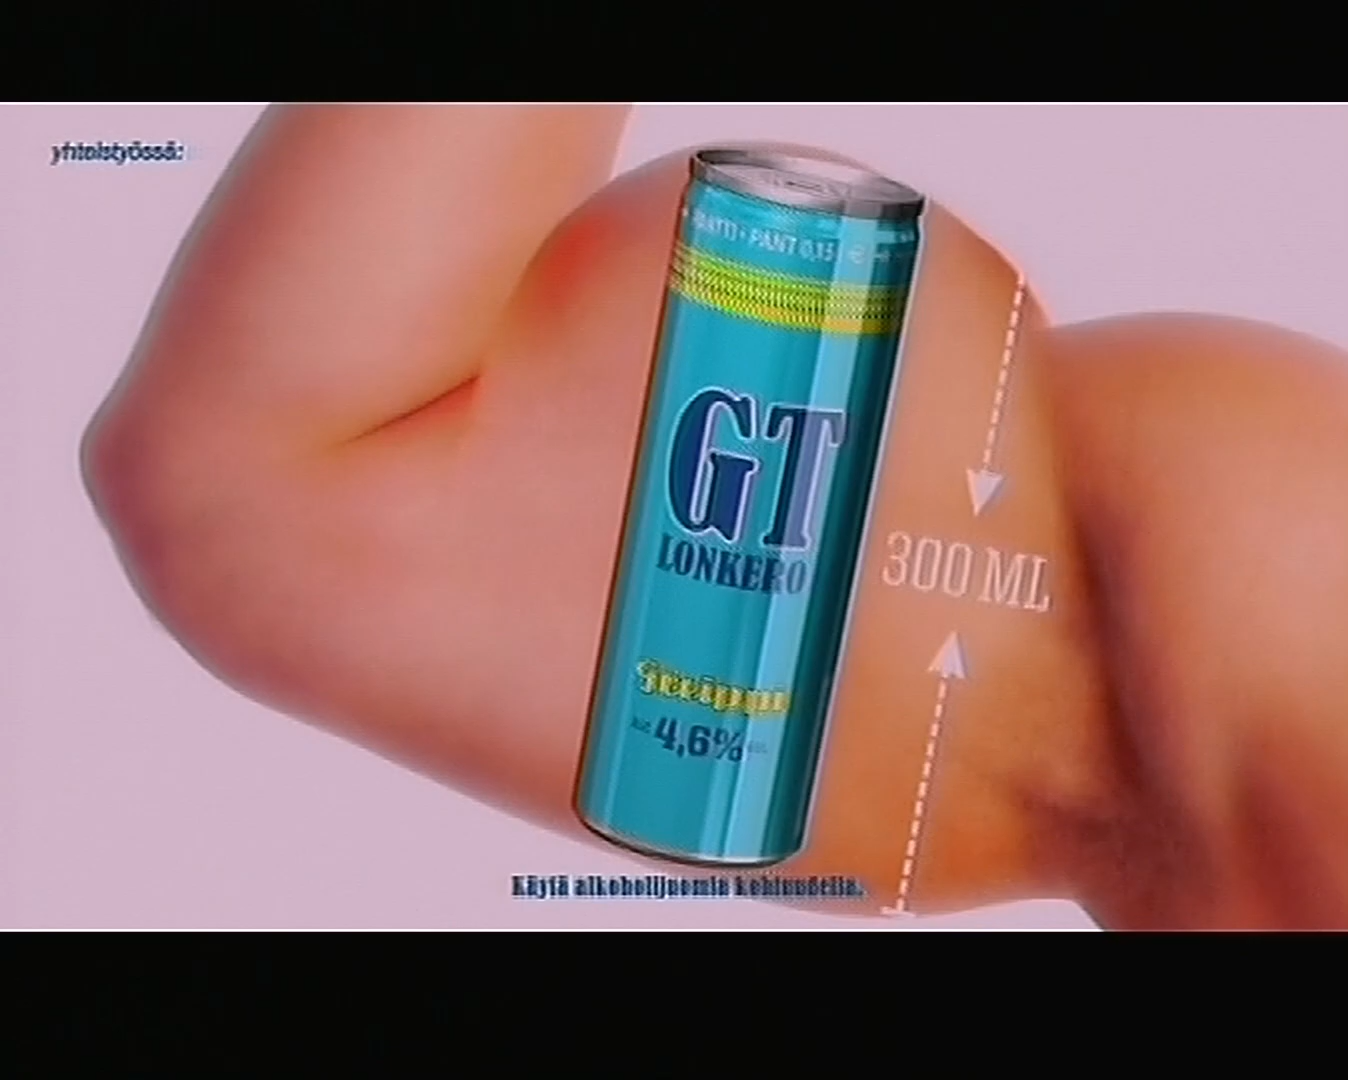 yhteistyössä:
PANTTI • PANT 0,15 €
GT
LONKERO
300 ML
4,6%
Käytä alkoholijuomia kohtuudella.